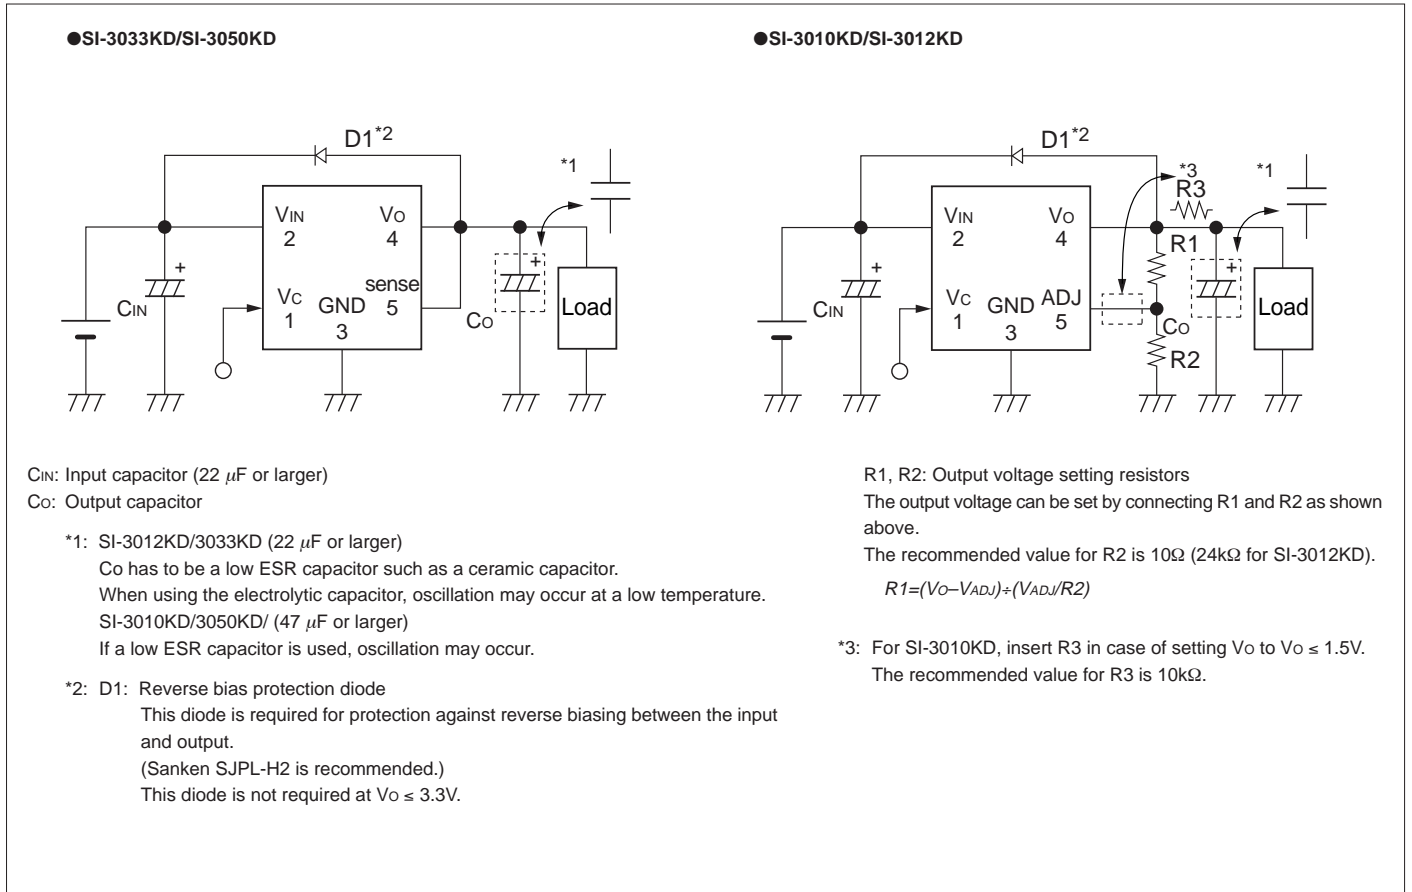 ●SI-3033KD/SI-3050KD
D1*2
*1
VIN
2
VO
4
sense
5
VC
1
GND
3
CIN
+
CO
+
Load
●SI-3010KD/SI-3012KD
D1*2
*3
R3
*1
VIN
2
VO
4
R1
VC
1
GND
3
ADJ
5
CIN
+
CO
+
R2
Load
CIN: Input capacitor (22 μF or larger)
CO: Output capacitor
*1: SI-3012KD/3033KD (22 μF or larger)
Co has to be a low ESR capacitor such as a ceramic capacitor.
When using the electrolytic capacitor, oscillation may occur at a low temperature.
SI-3010KD/3050KD/ (47 μF or larger)
If a low ESR capacitor is used, oscillation may occur.
*2: D1: Reverse bias protection diode
This diode is required for protection against reverse biasing between the input
and output.
(Sanken SJPL-H2 is recommended.)
This diode is not required at VO ≤ 3.3V.
R1, R2: Output voltage setting resistors
The output voltage can be set by connecting R1 and R2 as shown
above.
The recommended value for R2 is 10Ω (24kΩ for SI-3012KD).
R1=(VO–VADJ)÷(VADJ/R2)
*3: For SI-3010KD, insert R3 in case of setting VO to VO ≤ 1.5V.
The recommended value for R3 is 10kΩ.